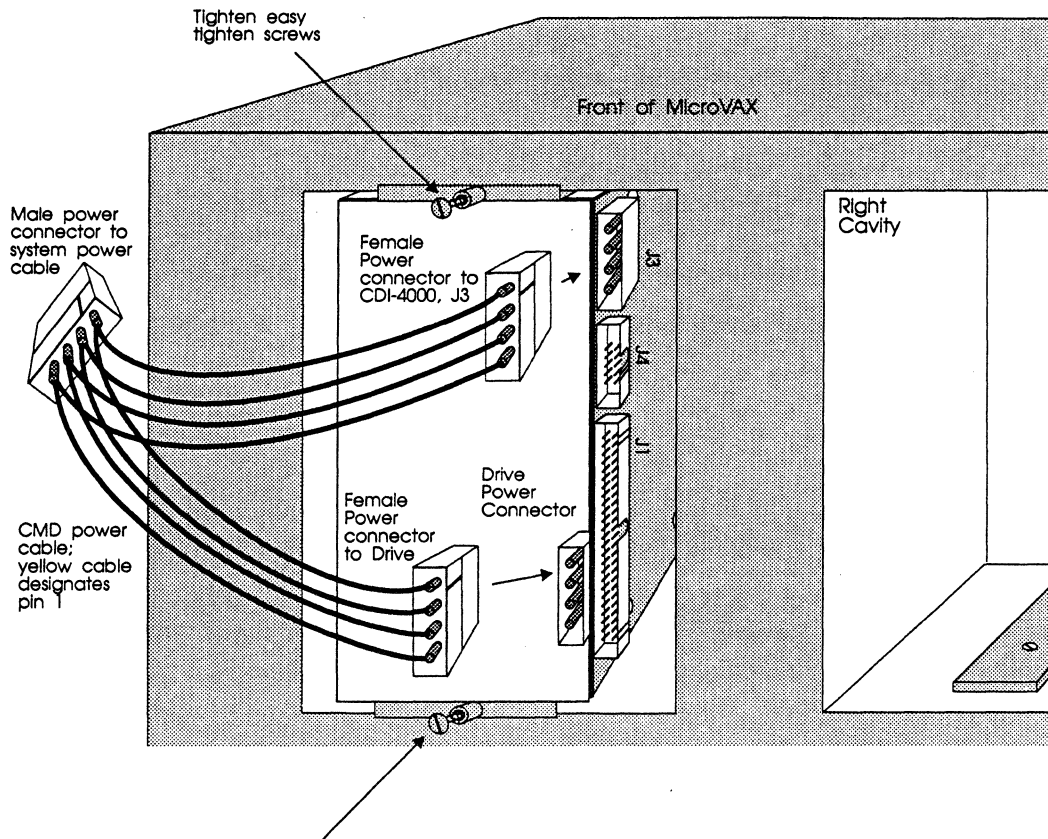 Tighten easy
tighten screws
Front of MicroVAX
Male power
connector to
system power
cable
Female
Power
connector to
CDI-4000, J3
J3
J4
J1
Right
Cavity
Drive
Power
Connector
Female
Power
connector
to Drive
CMD power
cable;
yellow cable
designates
pin 1